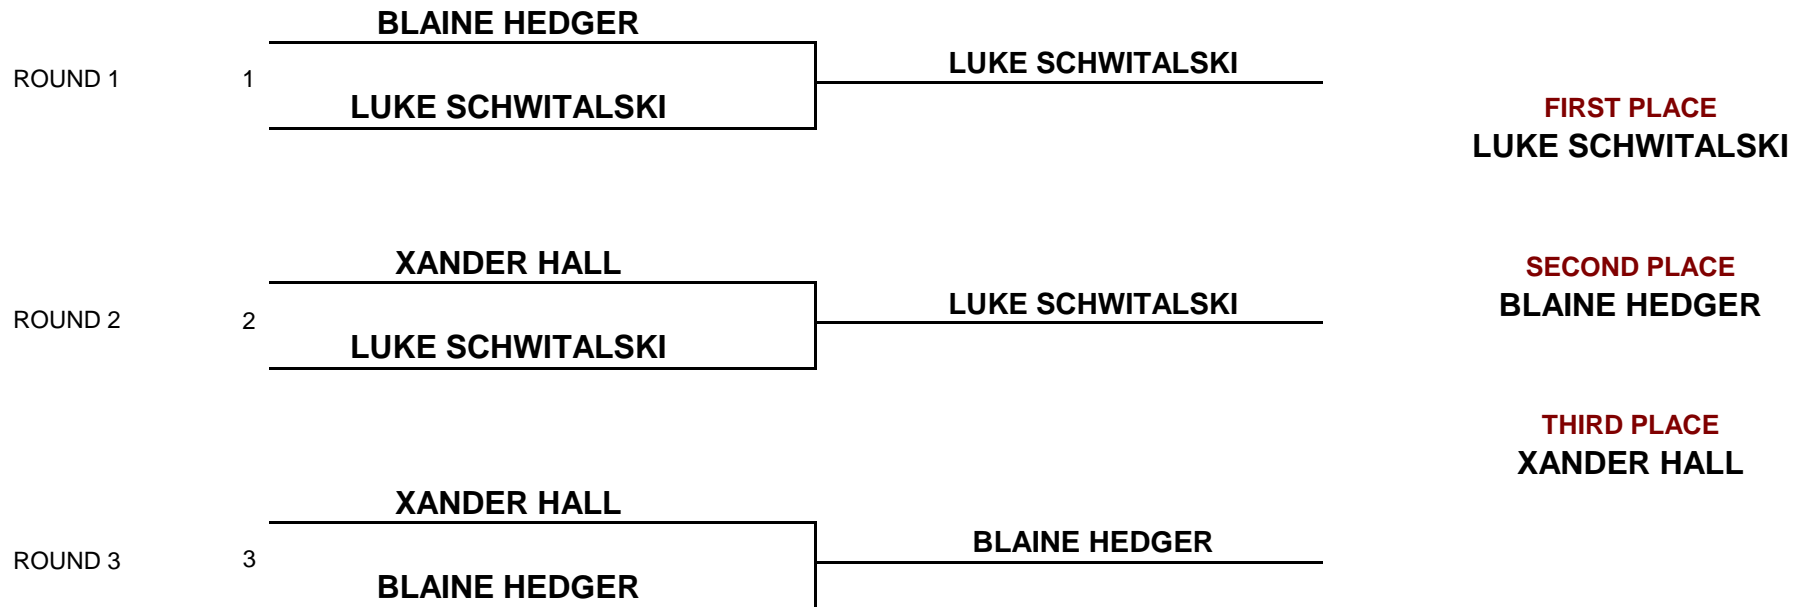 BLAINE HEDGER
ROUND 1
1
LUKE SCHWITALSKI
LUKE SCHWITALSKI
FIRST PLACE
LUKE SCHWITALSKI
XANDER HALL
ROUND 2
2
LUKE SCHWITALSKI
LUKE SCHWITALSKI
SECOND PLACE
BLAINE HEDGER
THIRD PLACE
XANDER HALL
XANDER HALL
ROUND 3
3
BLAINE HEDGER
BLAINE HEDGER